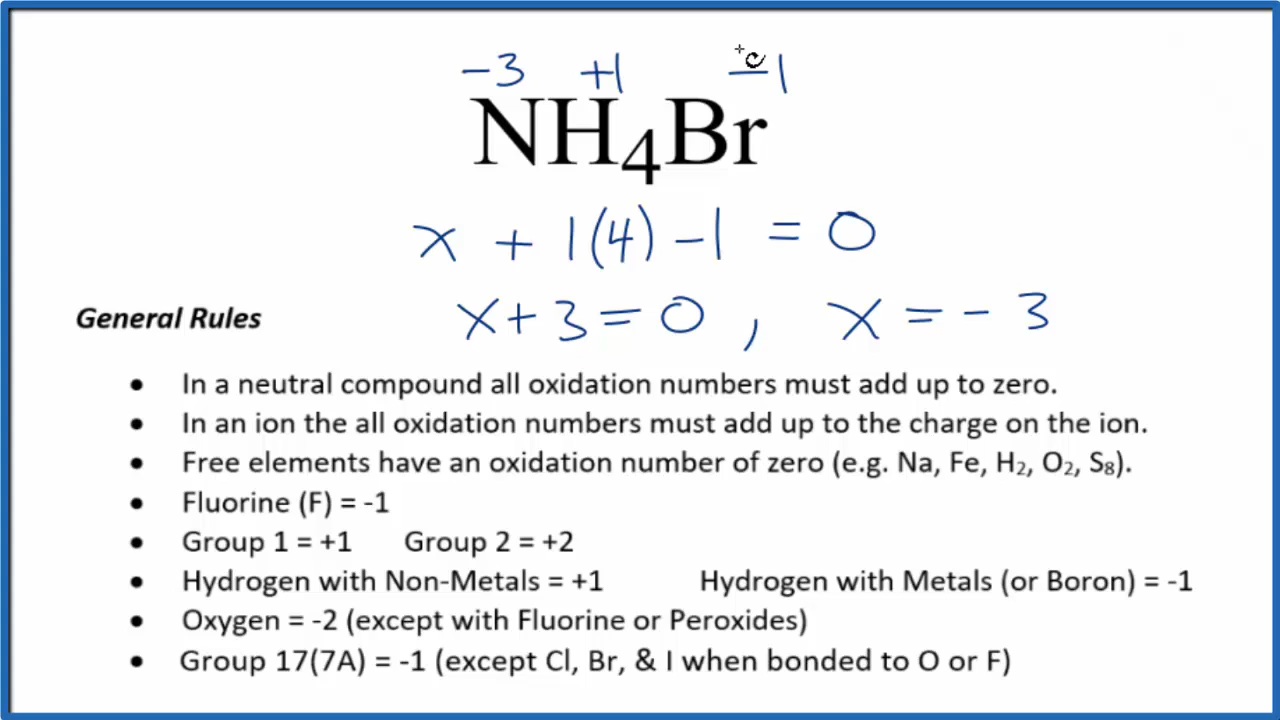 -3 +1 -1
NH₄Br
x + 1(4) - 1 = 0
x + 3 = 0 , x = - 3
General Rules
• In a neutral compound all oxidation numbers must add up to zero.
• In an ion the all oxidation numbers must add up to the charge on the ion.
• Free elements have an oxidation number of zero (e.g. Na, Fe, H₂, O₂, S₈).
• Fluorine (F) = -1
• Group 1 = +1 Group 2 = +2
• Hydrogen with Non-Metals = +1 Hydrogen with Metals (or Boron) = -1
• Oxygen = -2 (except with Fluorine or Peroxides)
• Group 17(7A) = -1 (except Cl, Br, & I when bonded to O or F)